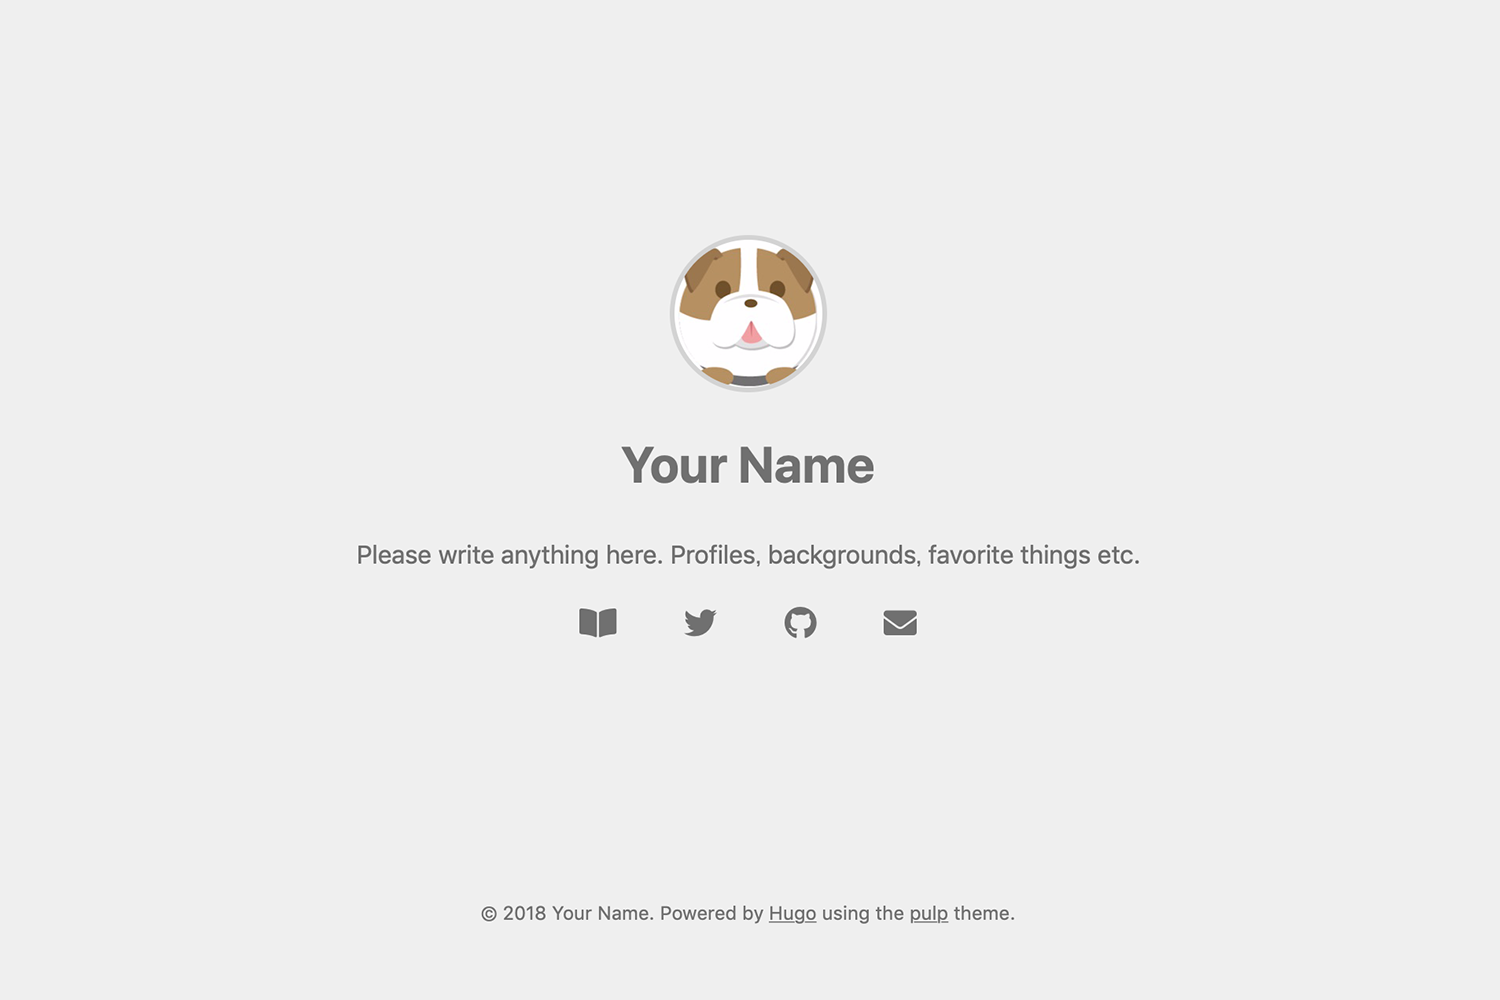 Your Name
Please write anything here. Profiles, backgrounds, favorite things etc.
© 2018 Your Name. Powered by Hugo using the pulp theme.